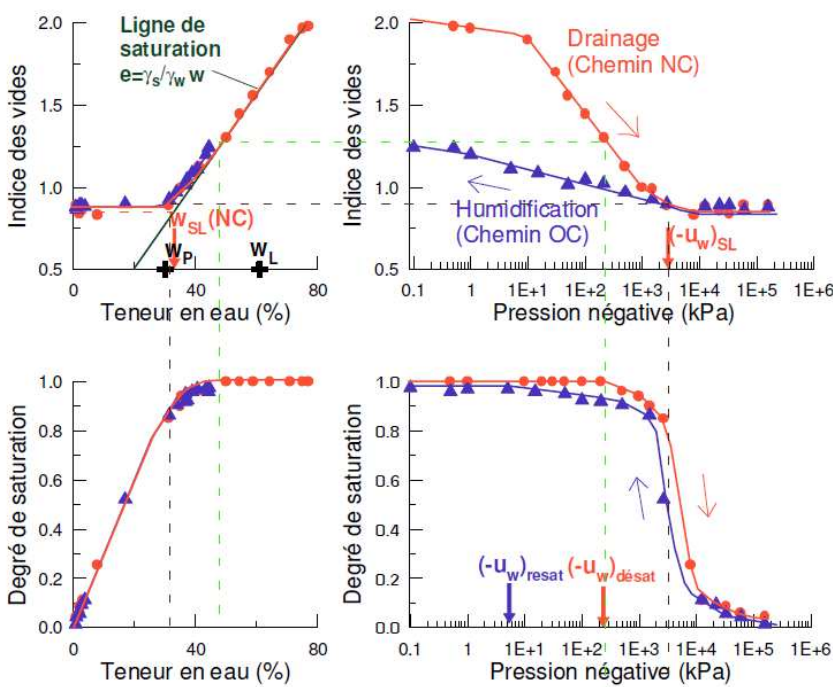 2.0
1.5
1.0
0.5
Indice des vides
Ligne de
saturation
e=γs/γw w
wSL(NC)
wP
wL
0 40 80
Teneur en eau (%)
2.0
1.5
1.0
0.5
Indice des vides
Drainage
(Chemin NC)
Humidification
(Chemin OC)
(-uw)SL
0.1 1 1E+1 1E+2 1E+3 1E+4 1E+5 1E+6
Pression négative (kPa)
1.0
0.8
0.6
0.4
0.2
0.0
Degré de saturation
0 40 80
Teneur en eau (%)
1.0
0.8
0.6
0.4
0.2
0.0
Degré de saturation
(-uw)resat (-uw)désat
0.1 1 1E+1 1E+2 1E+3 1E+4 1E+5 1E+6
Pression négative (kPa)